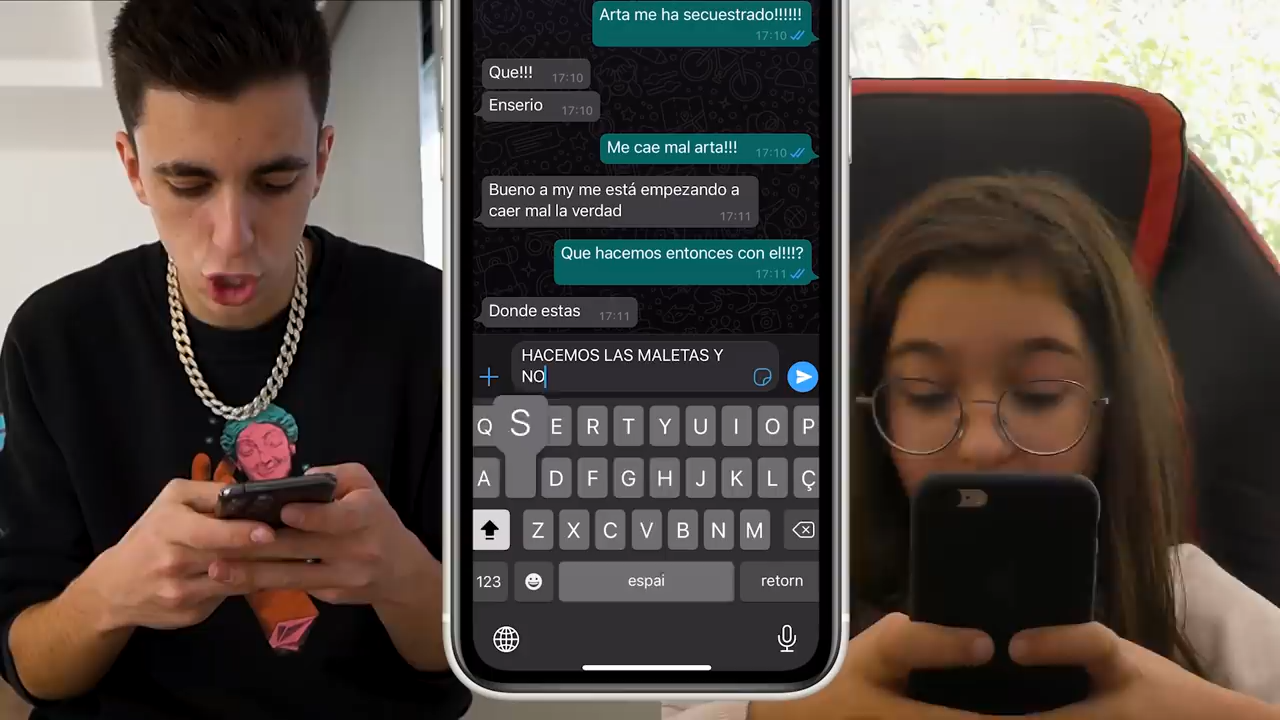 Arta me ha secuestrado!!!!!!
17:10
Que!!! 17:10
Enserio 17:10
Me cae mal arta!!! 17:10
Bueno a my me está empezando a
caer mal la verdad
17:11
Que hacemos entonces con el!!!?
17:11
Donde estas 17:11
HACEMOS LAS MALETAS Y
NO
Q S E R T Y U I O P
A D F G H J K L Ç
Z X C V B N M
123 espai retorn